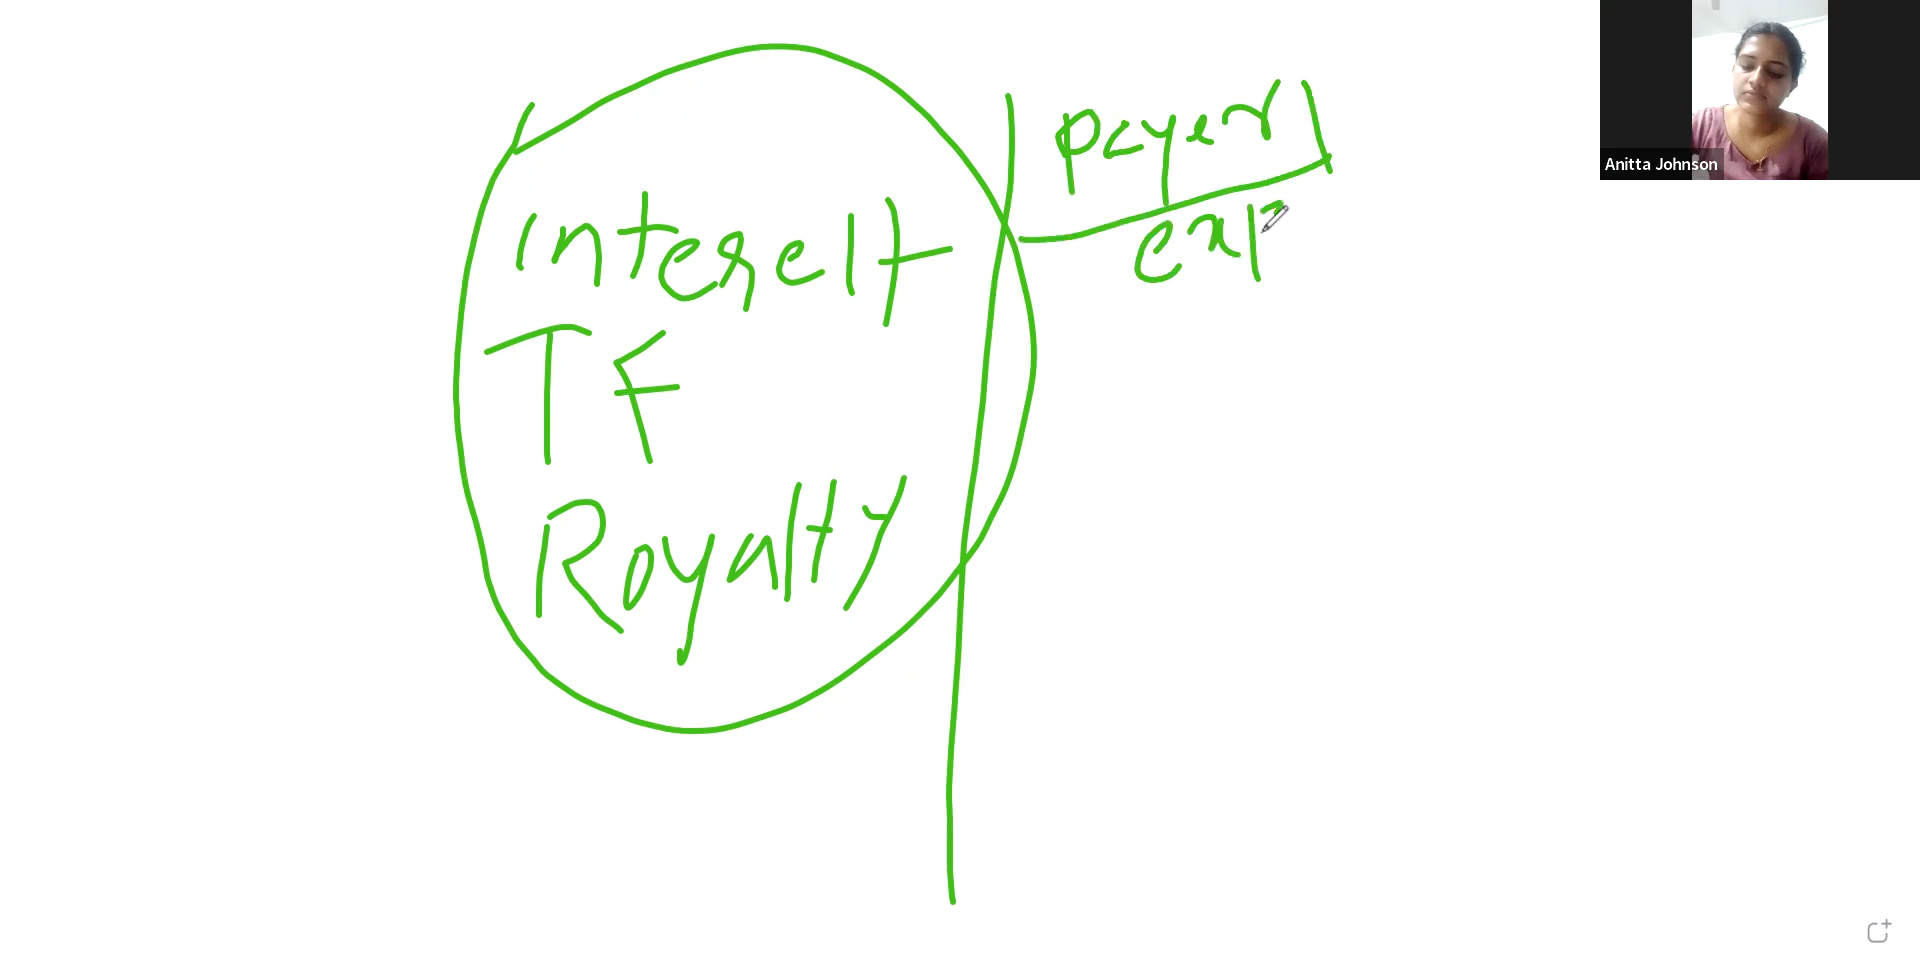 payer
exp
Interest
TF
Royalty
Anitta Johnson